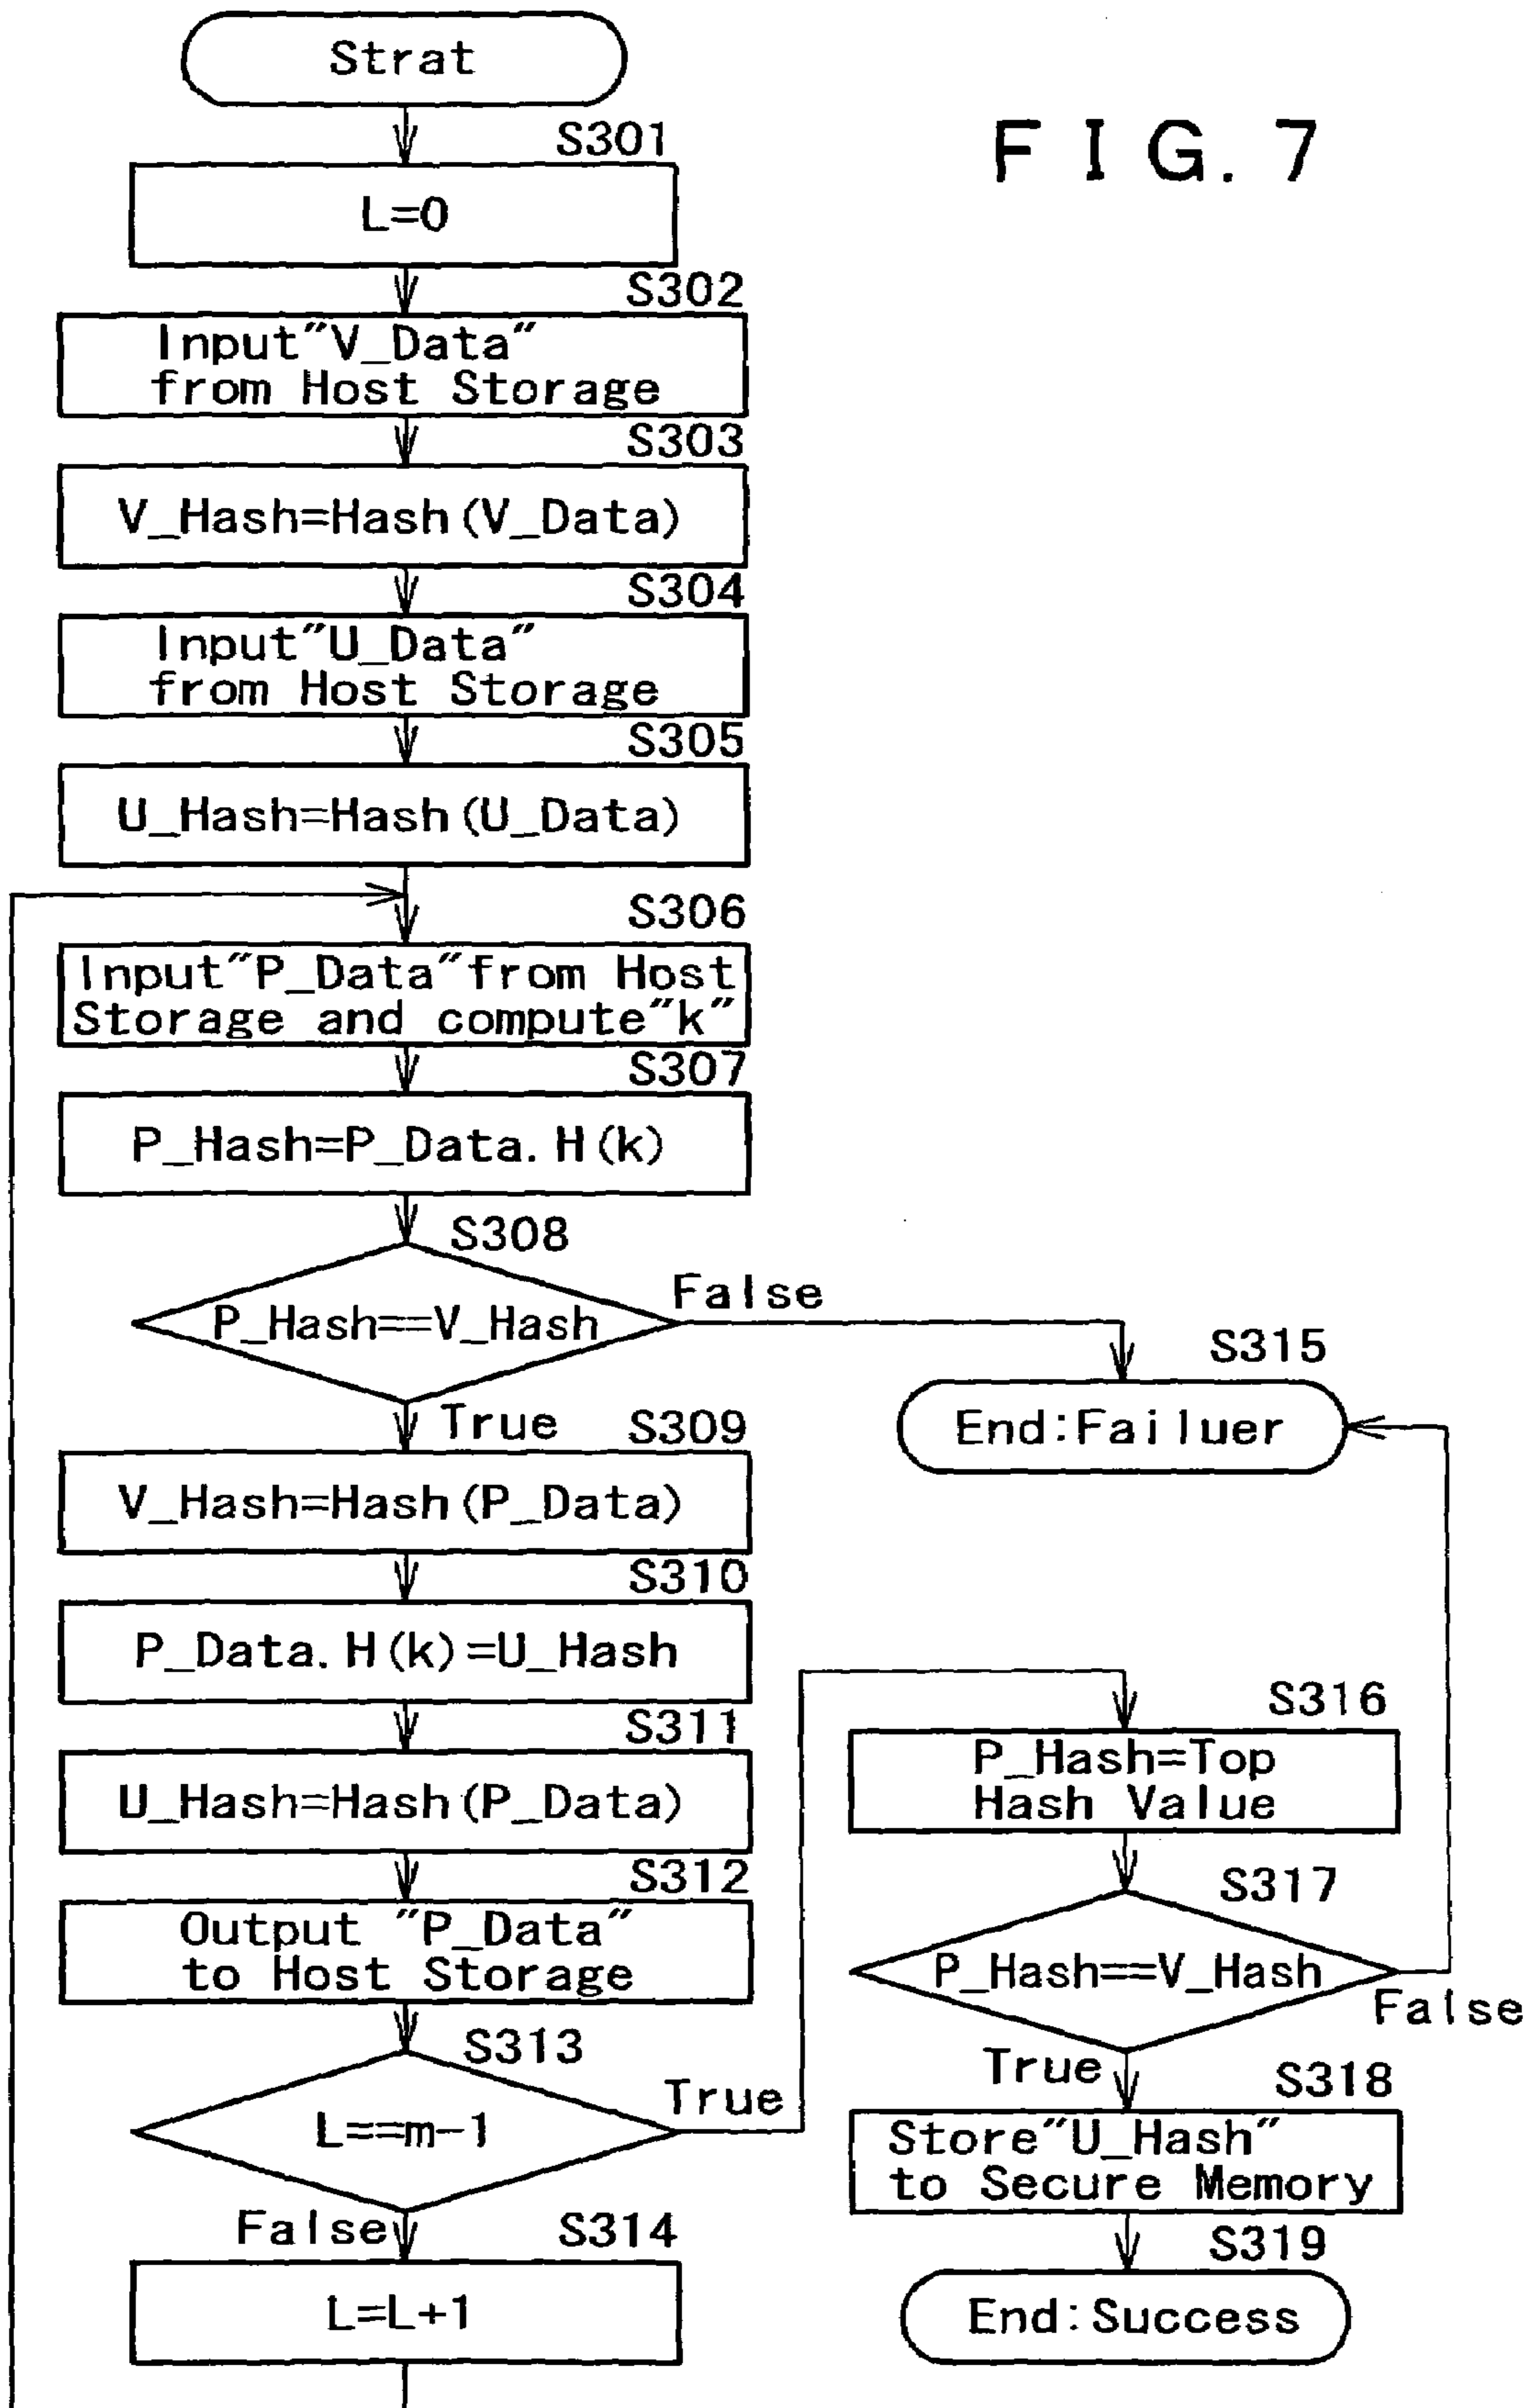 Strat
FIG. 7
S301
L=0
S302
Input"V_Data"
from Host Storage
S303
V_Hash=Hash(V_Data)
S304
Input"U_Data"
from Host Storage
S305
U_Hash=Hash(U_Data)
S306
Input"P_Data"from Host
Storage and compute"k"
S307
P_Hash=P_Data.H(k)
S308
P_Hash==V_Hash
False
True
S315
End:Failuer
S309
V_Hash=Hash(P_Data)
S310
P_Data.H(k)=U_Hash
S311
U_Hash=Hash(P_Data)
S312
Output "P_Data"
to Host Storage
S313
L==m-1
True
False
S314
L=L+1
S316
P_Hash=Top
Hash Value
S317
P_Hash==V_Hash
False
True
S318
Store"U_Hash"
to Secure Memory
S319
End:Success